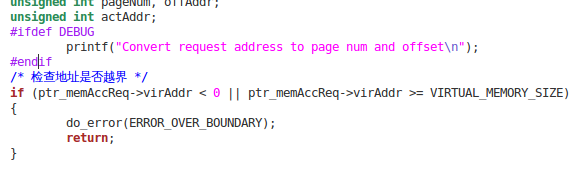 unsigned int pageNum, offAddr;
unsigned int actAddr;
#ifdef DEBUG
printf("Convert request address to page num and offset\n");
#endif
/* 检查地址是否越界 */
if (ptr_memAccReq->virAddr < 0 || ptr_memAccReq->virAddr >= VIRTUAL_MEMORY_SIZE)
{
do_error(ERROR_OVER_BOUNDARY);
return;
}